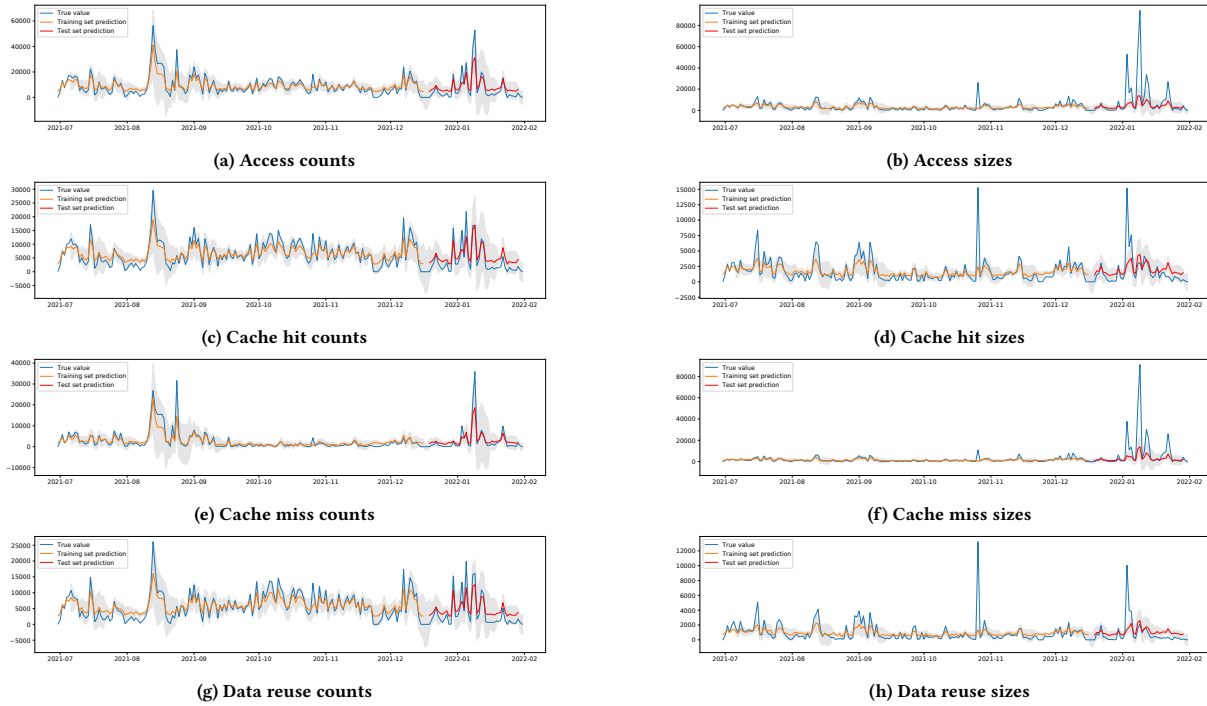 60000
40000
20000
0
True value
Training set prediction
Test set prediction
2021-07 2021-08 2021-09 2021-10 2021-11 2021-12 2022-01 2022-02
(a) Access counts
80000
60000
40000
20000
0
True value
Training set prediction
Test set prediction
2021-07 2021-08 2021-09 2021-10 2021-11 2021-12 2022-01 2022-02
(b) Access sizes
30000
25000
20000
15000
10000
5000
0
−5000
True value
Training set prediction
Test set prediction
2021-07 2021-08 2021-09 2021-10 2021-11 2021-12 2022-01 2022-02
(c) Cache hit counts
15000
12500
10000
7500
5000
2500
0
−2500
True value
Training set prediction
Test set prediction
2021-07 2021-08 2021-09 2021-10 2021-11 2021-12 2022-01 2022-02
(d) Cache hit sizes
40000
30000
20000
10000
0
−10000
True value
Training set prediction
Test set prediction
2021-07 2021-08 2021-09 2021-10 2021-11 2021-12 2022-01 2022-02
(e) Cache miss counts
80000
60000
40000
20000
0
True value
Training set prediction
Test set prediction
2021-07 2021-08 2021-09 2021-10 2021-11 2021-12 2022-01 2022-02
(f) Cache miss sizes
25000
20000
15000
10000
5000
0
−5000
True value
Training set prediction
Test set prediction
2021-07 2021-08 2021-09 2021-10 2021-11 2021-12 2022-01 2022-02
(g) Data reuse counts
12000
10000
8000
6000
4000
2000
0
−2000
True value
Training set prediction
Test set prediction
2021-07 2021-08 2021-09 2021-10 2021-11 2021-12 2022-01 2022-02
(h) Data reuse sizes